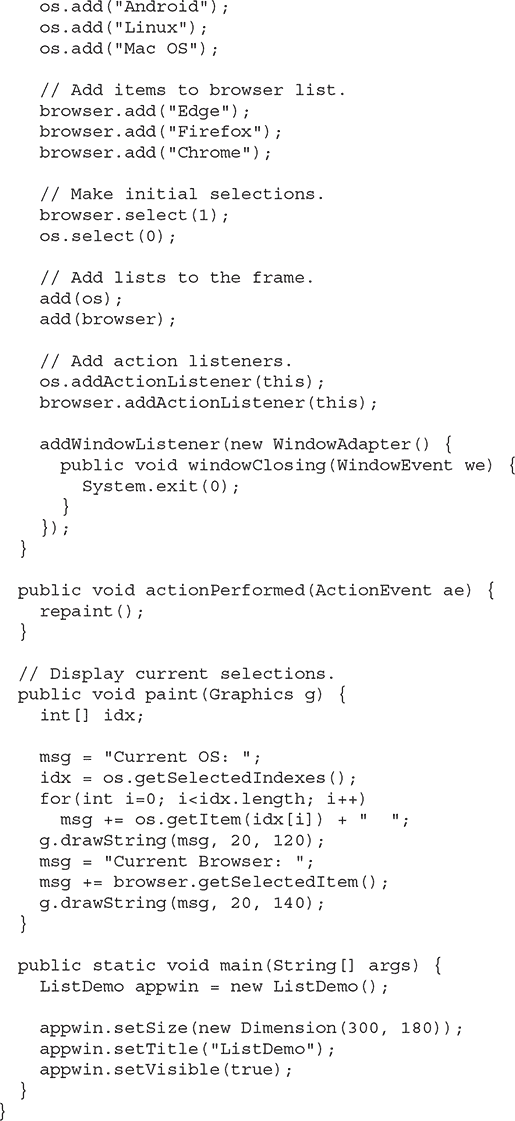 os.add("Android");
    os.add("Linux");
    os.add("Mac OS");

    // Add items to browser list.
    browser.add("Edge");
    browser.add("Firefox");
    browser.add("Chrome");

    // Make initial selections.
    browser.select(1);
    os.select(0);

    // Add lists to the frame.
    add(os);
    add(browser);

    // Add action listeners.
    os.addActionListener(this);
    browser.addActionListener(this);

    addWindowListener(new WindowAdapter() {
      public void windowClosing(WindowEvent we) {
        System.exit(0);
      }
    });
  }

  public void actionPerformed(ActionEvent ae) {
    repaint();
  }

  // Display current selections.
  public void paint(Graphics g) {
    int[] idx;

    msg = "Current OS: ";
    idx = os.getSelectedIndexes();
    for(int i=0; i<idx.length; i++)
      msg += os.getItem(idx[i]) + "  ";
    g.drawString(msg, 20, 120);
    msg = "Current Browser: ";
    msg += browser.getSelectedItem();
    g.drawString(msg, 20, 140);
  }

  public static void main(String[] args) {
    ListDemo appwin = new ListDemo();

    appwin.setSize(new Dimension(300, 180));
    appwin.setTitle("ListDemo");
    appwin.setVisible(true);
  }
}